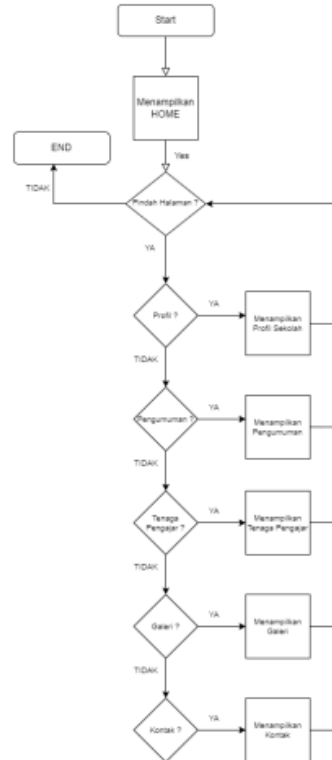 Start
Menampilkan
HOME
END
Yes
TIDAK
Pindah Halaman ?
YA
Profil ?
YA
Menampilkan
Profil Sekolah
TIDAK
Pengumuman ?
YA
Menampilkan
Pengumuman
TIDAK
Tenaga
Pengajar ?
YA
Menampilkan
Tenaga Pengajar
TIDAK
Galeri ?
YA
Menampilkan
Galeri
TIDAK
Kontak ?
YA
Menampilkan
Kontak